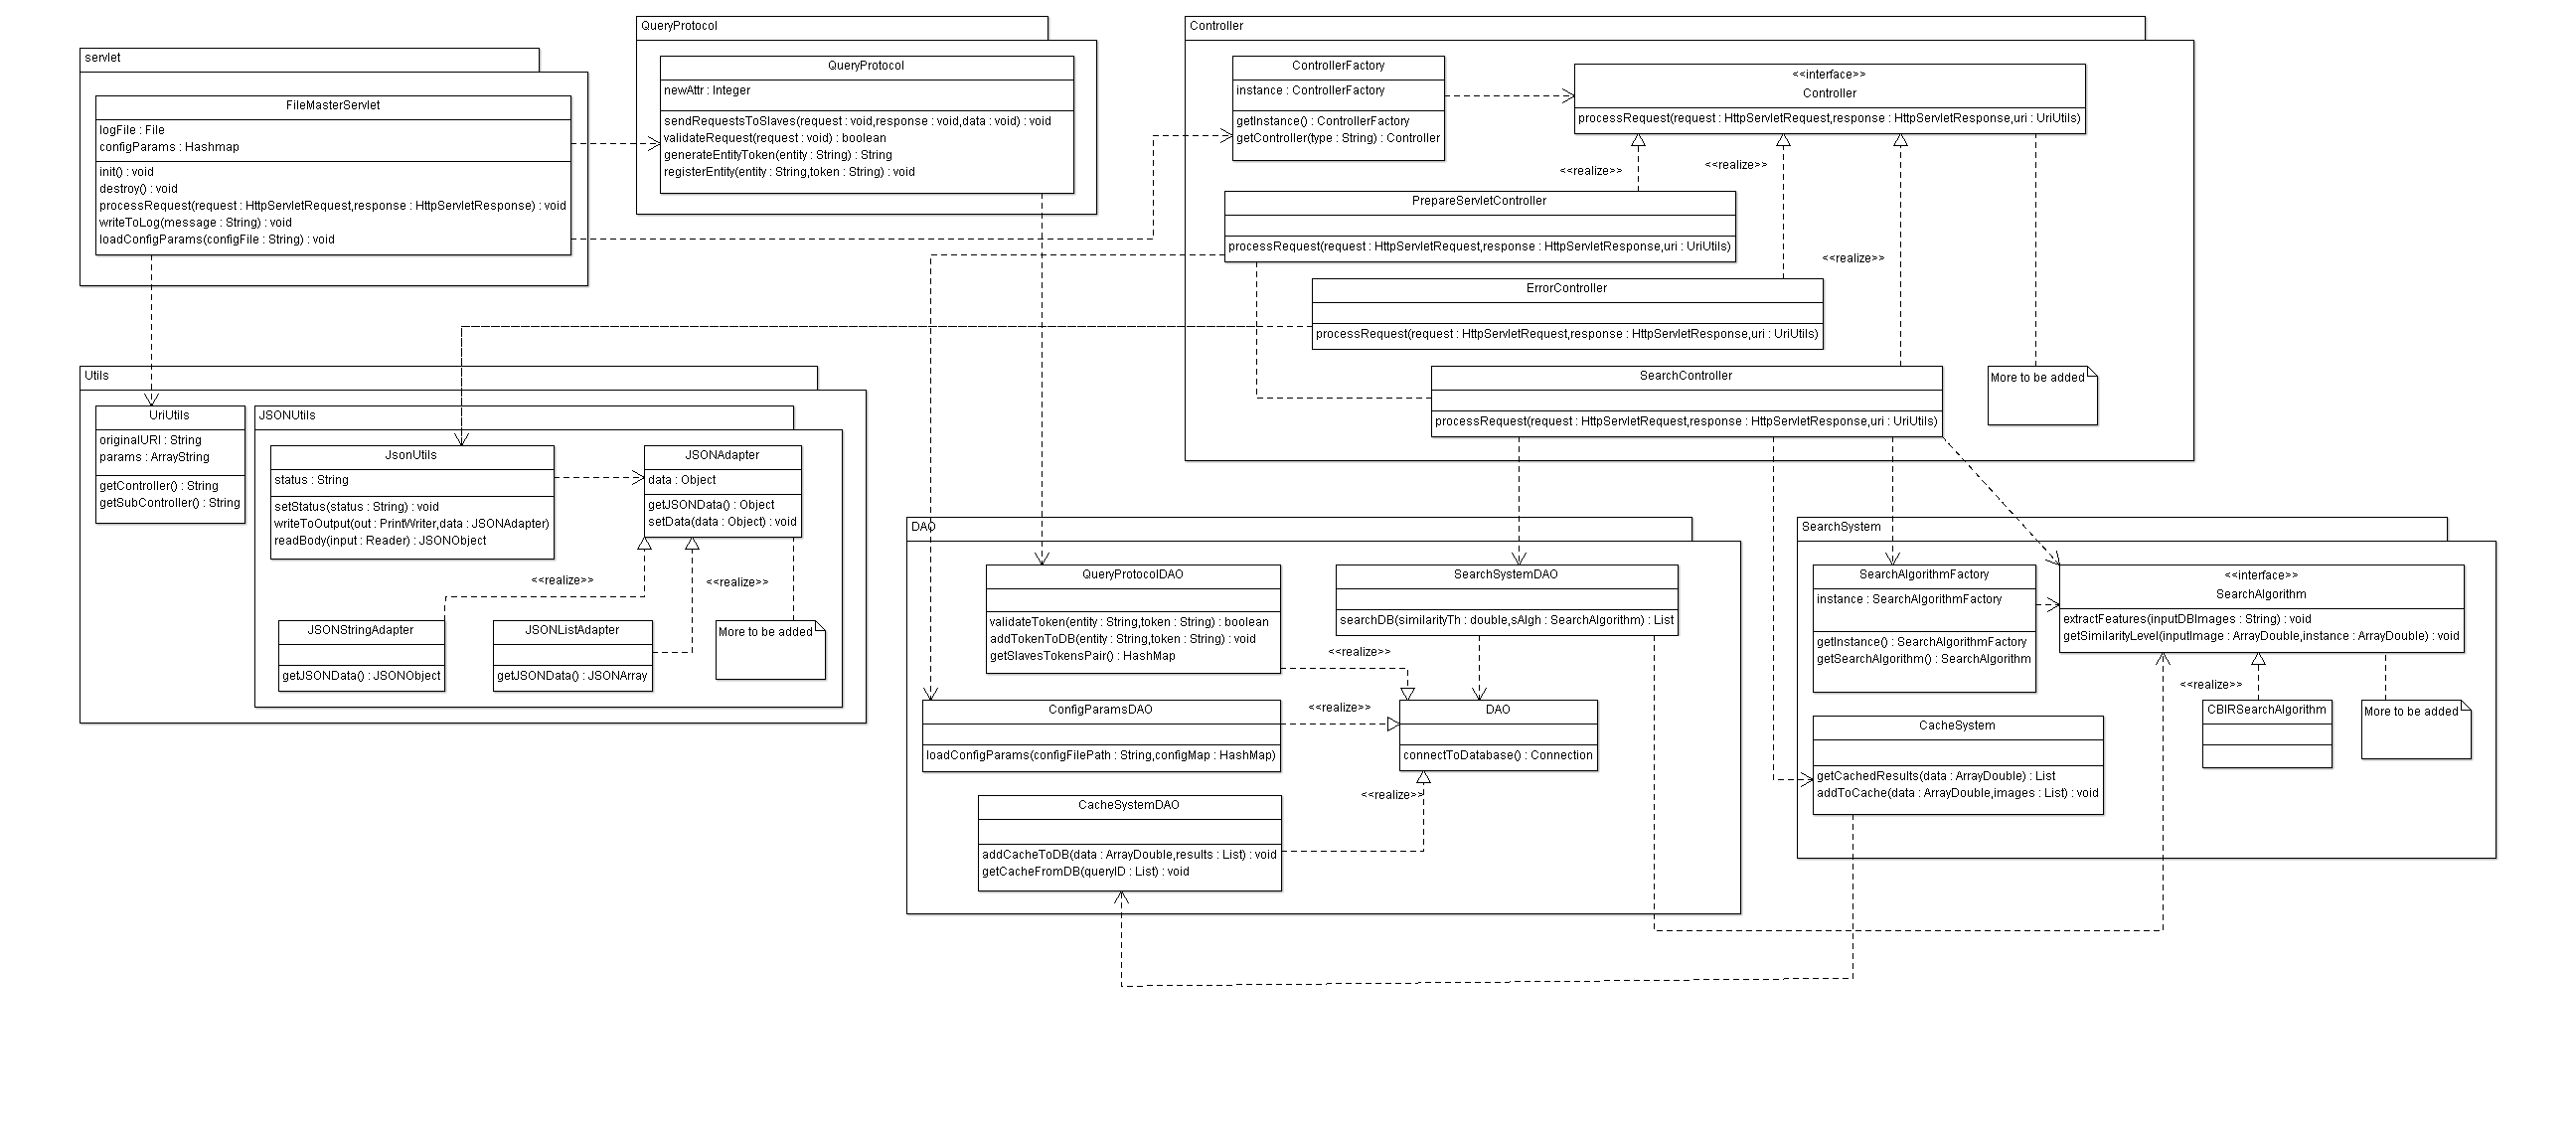 servlet
FileMasterServlet
logFile : File
configParams : Hashmap
init() : void
destroy() : void
processRequest(request : HttpServletRequest,response : HttpServletResponse) : void
writeToLog(message : String) : void
loadConfigParams(configFile : String) : void
QueryProtocol
QueryProtocol
newAttr : Integer
sendRequestsToSlaves(request : void,response : void,data : void) : void
validateRequest(request : void) : boolean
generateEntityToken(entity : String) : String
registerEntity(entity : String,token : String) : void
Controller
ControllerFactory
instance : ControllerFactory
getInstance() : ControllerFactory
getController(type : String) : Controller
<<interface>>
Controller
processRequest(request : HttpServletRequest,response : HttpServletResponse,uri : UriUtils)
<<realize>>
<<realize>>
<<realize>>
PrepareServletController
processRequest(request : HttpServletRequest,response : HttpServletResponse,uri : UriUtils)
ErrorController
processRequest(request : HttpServletRequest,response : HttpServletResponse,uri : UriUtils)
SearchController
processRequest(request : HttpServletRequest,response : HttpServletResponse,uri : UriUtils)
More to be added
Utils
UriUtils
originalURI : String
params : ArrayString
getController() : String
getSubController() : String
JSONUtils
JsonUtils
status : String
setStatus(status : String) : void
writeToOutput(out : PrintWriter,data : JSONAdapter)
readBody(input : Reader) : JSONObject
JSONAdapter
data : Object
getJSONData() : Object
setData(data : Object) : void
<<realize>>
<<realize>>
JSONStringAdapter
getJSONData() : JSONObject
JSONListAdapter
getJSONData() : JSONArray
More to be added
DAO
QueryProtocolDAO
validateToken(entity : String,token : String) : boolean
addTokenToDB(entity : String,token : String) : void
getSlavesTokensPair() : HashMap
SearchSystemDAO
searchDB(similarityTh : double,sAlgh : SearchAlgorithm) : List
<<realize>>
ConfigParamsDAO
loadConfigParams(configFilePath : String,configMap : HashMap)
<<realize>>
DAO
connectToDatabase() : Connection
<<realize>>
CacheSystemDAO
addCacheToDB(data : ArrayDouble,results : List) : void
getCacheFromDB(queryID : List) : void
SearchSystem
SearchAlgorithmFactory
instance : SearchAlgorithmFactory
getInstance() : SearchAlgorithmFactory
getSearchAlgorithm() : SearchAlgorithm
<<interface>>
SearchAlgorithm
extractFeatures(inputDBImages : String) : void
getSimilarityLevel(inputImage : ArrayDouble,instance : ArrayDouble) : void
<<realize>>
CBIRSearchAlgorithm
More to be added
CacheSystem
getCachedResults(data : ArrayDouble) : List
addToCache(data : ArrayDouble,images : List) : void